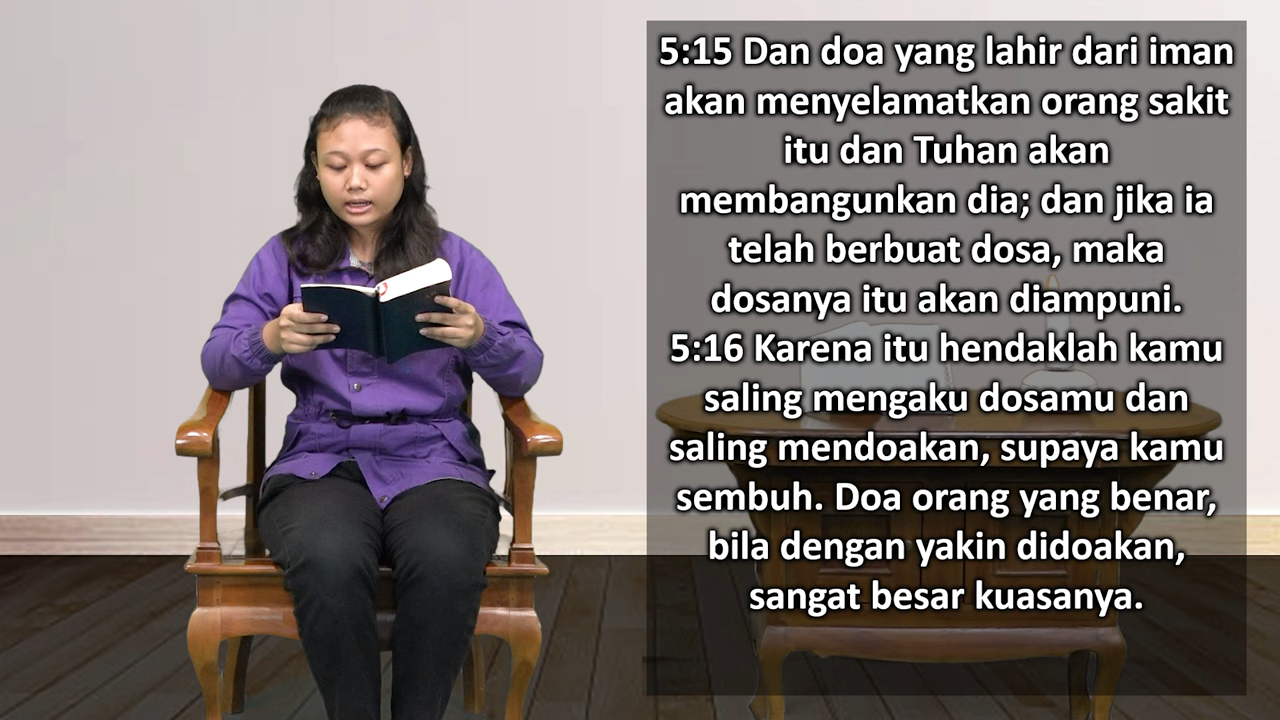 5:15 Dan doa yang lahir dari iman
akan menyelamatkan orang sakit
itu dan Tuhan akan
membangunkan dia; dan jika ia
telah berbuat dosa, maka
dosanya itu akan diampuni.
5:16 Karena itu hendaklah kamu
saling mengaku dosamu dan
saling mendoakan, supaya kamu
sembuh. Doa orang yang benar,
bila dengan yakin didoakan,
sangat besar kuasanya.